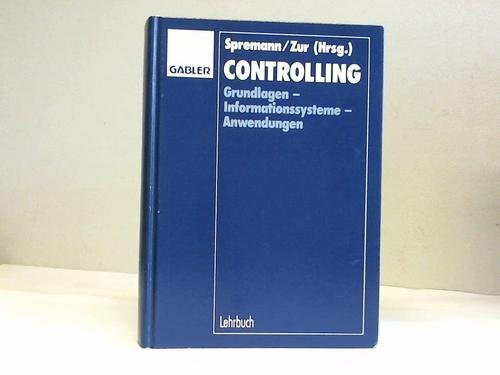 GABLER
Spremann/Zur (Hrsg.)
CONTROLLING
Grundlagen –
Informationssysteme –
Anwendungen
Lehrbuch